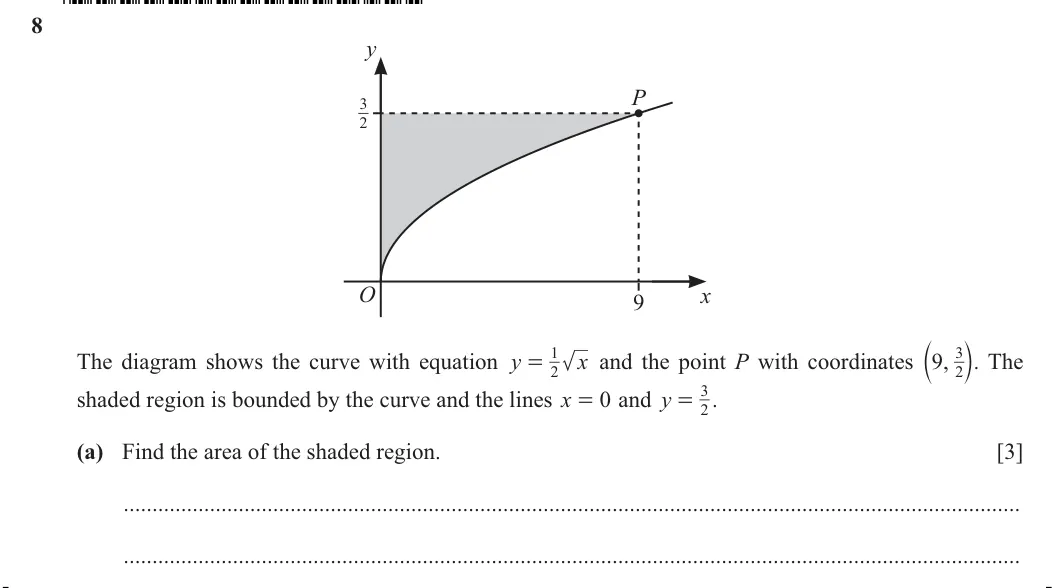 8
y
3/2
P
O
9
x
The diagram shows the curve with equation y = 1/2 √x and the point P with coordinates (9, 3/2). The
shaded region is bounded by the curve and the lines x = 0 and y = 3/2.
(a) Find the area of the shaded region. [3]